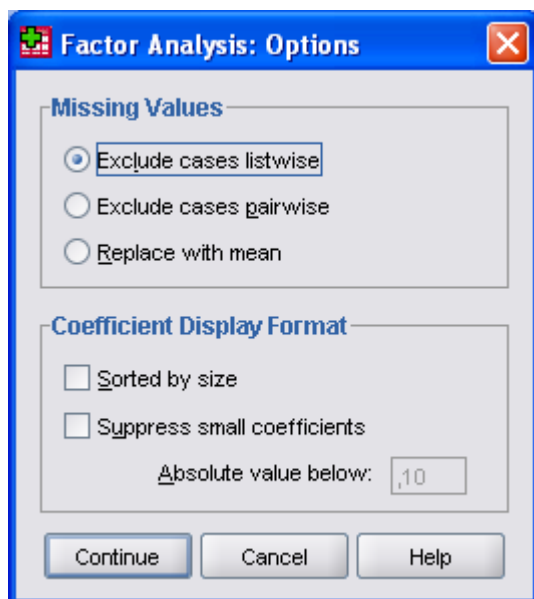 Factor Analysis: Options
Missing Values
Exclude cases listwise
Exclude cases pairwise
Replace with mean
Coefficient Display Format
Sorted by size
Suppress small coefficients
Absolute value below: ,10
Continue Cancel Help